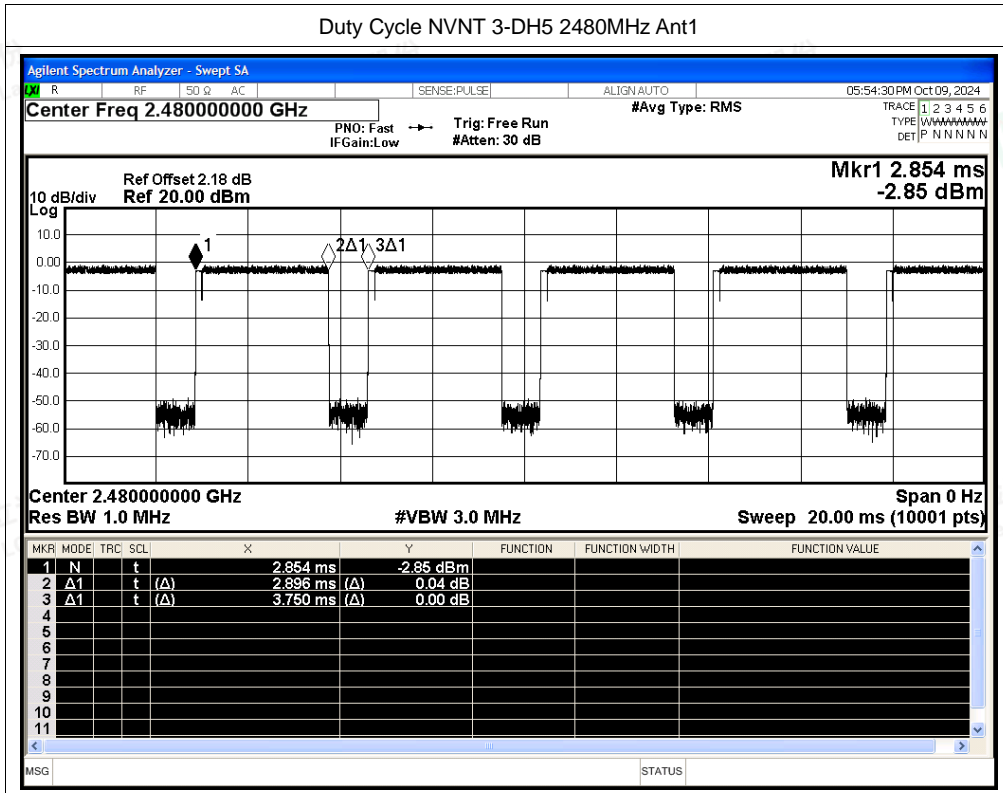 Duty Cycle NVNT 3-DH5 2480MHz Ant1
Agilent Spectrum Analyzer - Swept SA
LXI R RF 50 Ω AC SENSE:PULSE ALIGN AUTO 05:54:30 PM Oct 09, 2024
Center Freq 2.480000000 GHz #Avg Type: RMS TRACE 1 2 3 4 5 6
PNO: Fast Trig: Free Run TYPE WWWWWW
IFGain:Low #Atten: 30 dB DET P N N N N N
Mkr1 2.854 ms
Ref Offset 2.18 dB
10 dB/div Ref 20.00 dBm -2.85 dBm
Log
10.0
1 2Δ1 3Δ1
0.00
-10.0
-20.0
-30.0
-40.0
-50.0
-60.0
-70.0
Center 2.480000000 GHz Span 0 Hz
Res BW 1.0 MHz #VBW 3.0 MHz Sweep 20.00 ms (10001 pts)
MKR MODE TRC SCL X Y FUNCTION FUNCTION WIDTH FUNCTION VALUE
1 N t 2.854 ms -2.85 dBm
2 Δ1 t (Δ) 2.896 ms (Δ) 0.04 dB
3 Δ1 t (Δ) 3.750 ms (Δ) 0.00 dB
4
5
6
7
8
9
10
11
MSG STATUS